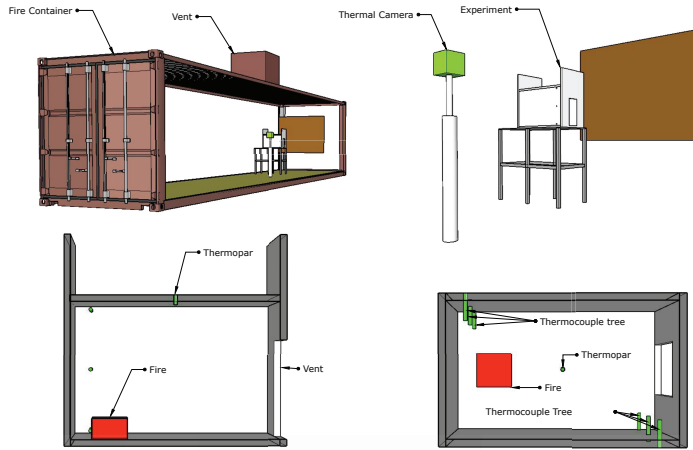 Fire Container
Vent
Thermal Camera
Experiment
Thermopar
Fire
Vent
Thermocouple tree
Thermopar
Fire
Thermocouple Tree